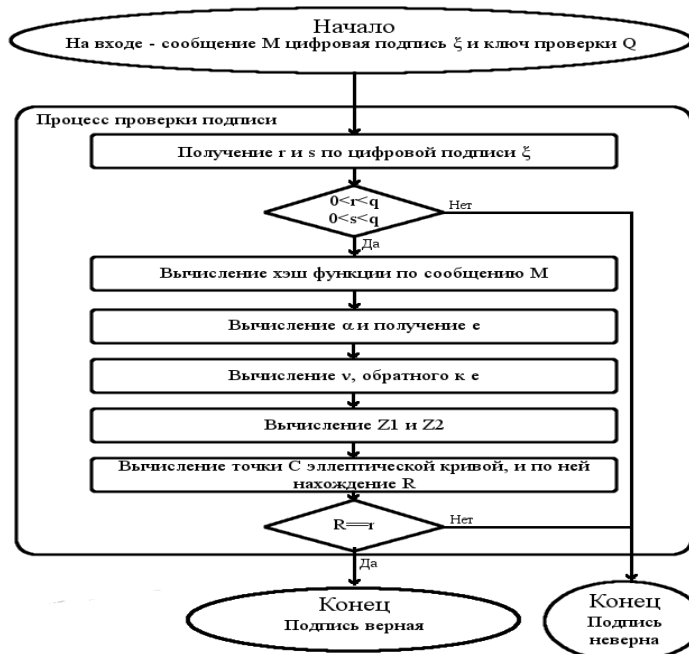 Начало
На входе - сообщение M цифровая подпись ξ и ключ проверки Q
Процесс проверки подписи
Получение r и s по цифровой подписи ξ
0<r<q
0<s<q
Нет
Да
Вычисление хэш функции по сообщению M
Вычисление α и получение e
Вычисление ν, обратного к e
Вычисление Z1 и Z2
Вычисление точки C эллептической кривой, и по ней
нахождение R
R==r
Нет
Да
Конец
Подпись верная
Конец
Подпись
неверна